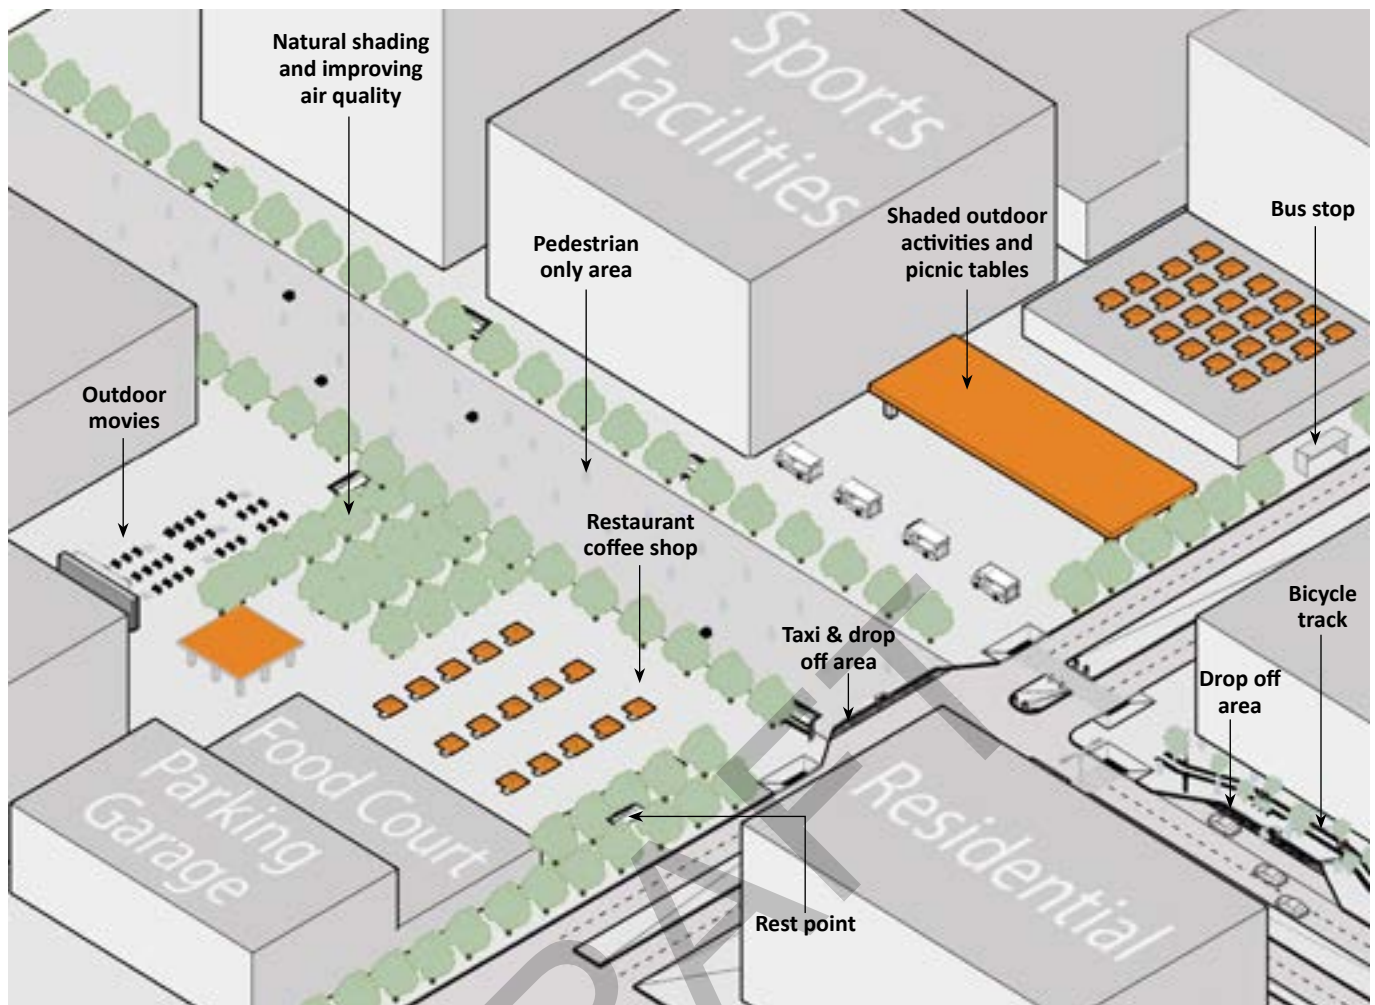 Natural shading
and improving
air quality
Sports
Facilities
Pedestrian
only area
Shaded outdoor
activities and
picnic tables
Bus stop
Outdoor
movies
Restaurant
coffee shop
Taxi & drop
off area
Bicycle
track
Drop off
area
Food Court
Parking
Garage
Residential
Rest point
DRAFT